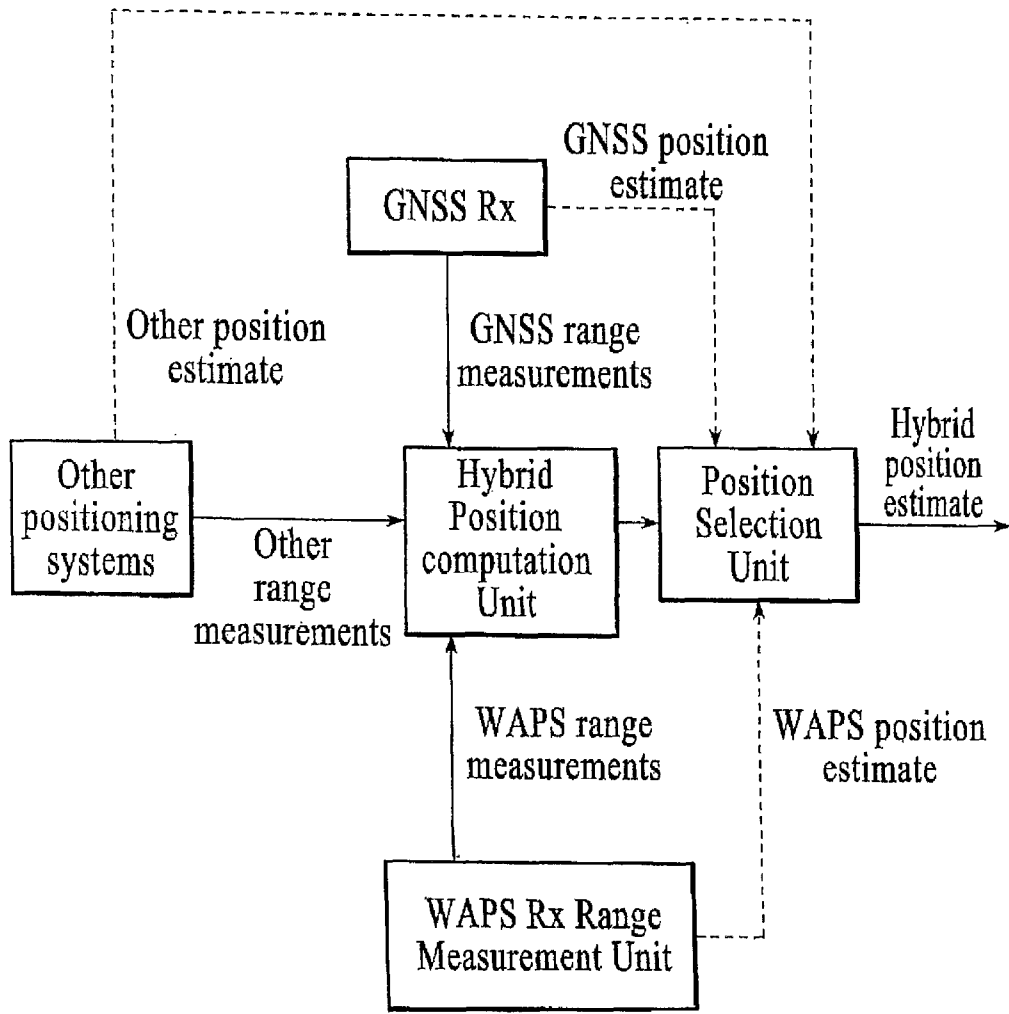 GNSS position
estimate
GNSS Rx
Other position
estimate
GNSS range
measurements
Hybrid
position
estimate
Other
positioning
systems
Hybrid
Position
computation
Unit
Position
Selection
Unit
Other
range
measurements
WAPS range
measurements
WAPS position
estimate
WAPS Rx Range
Measurement Unit